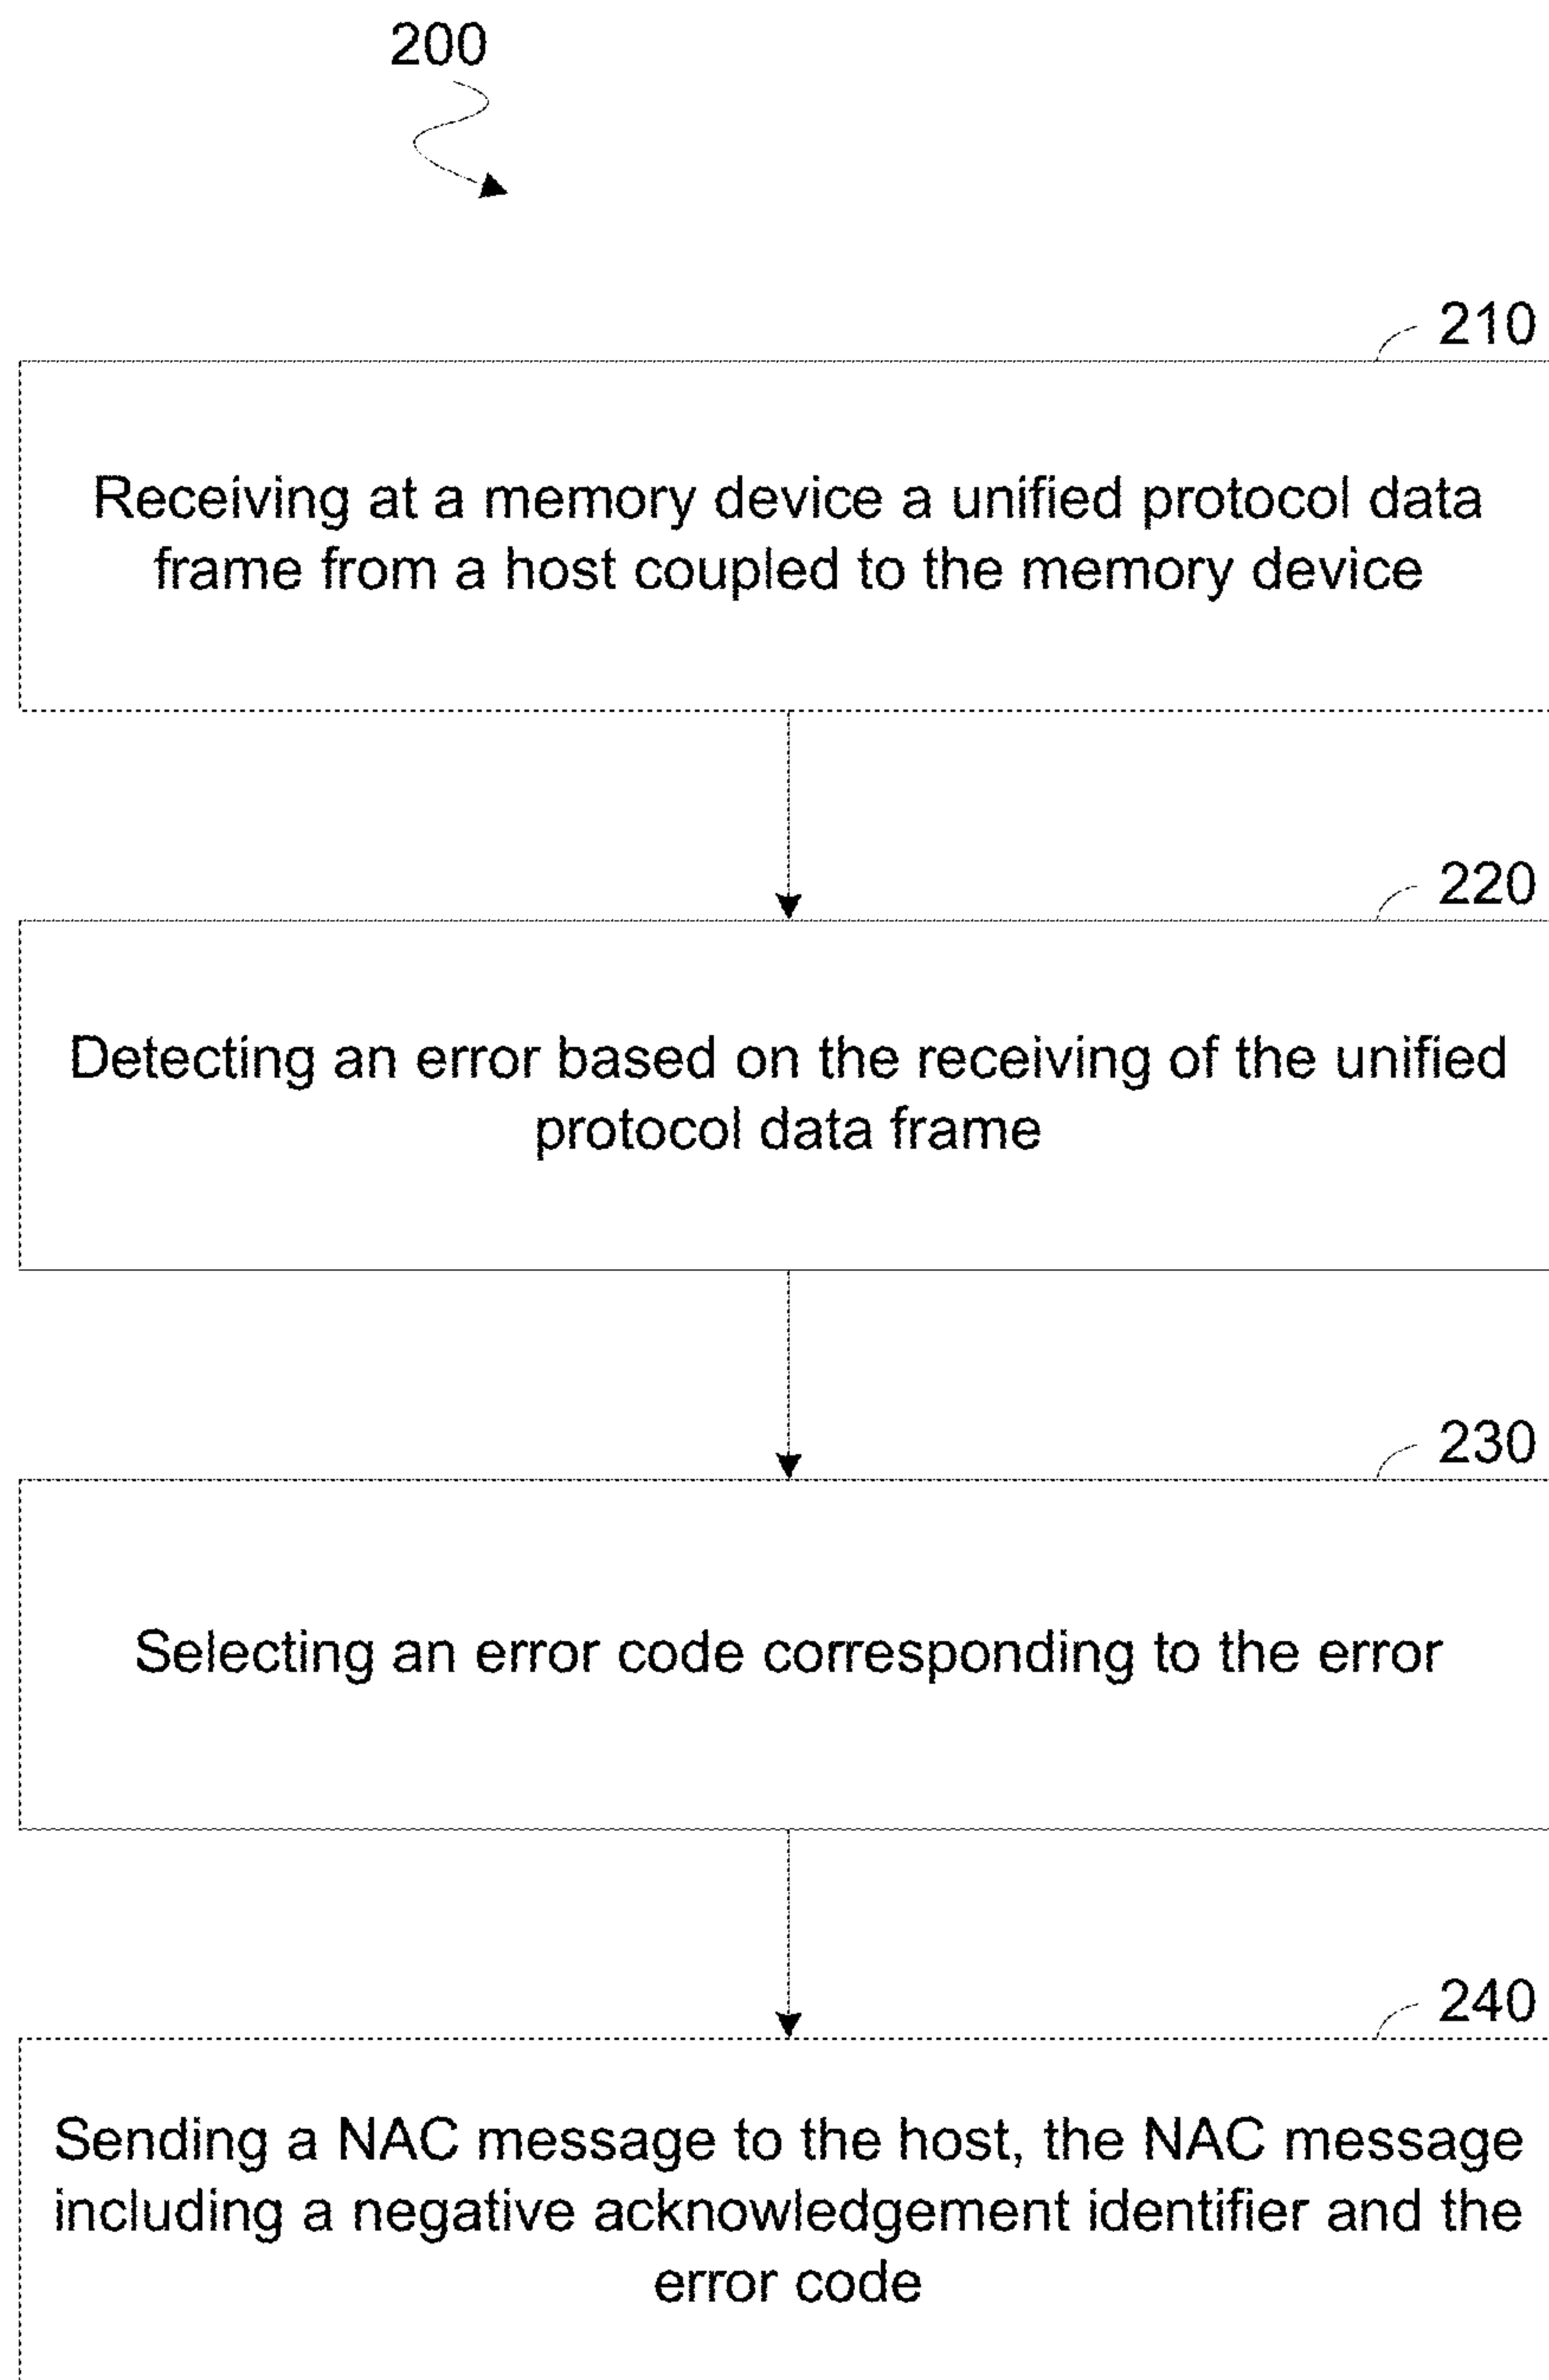 200
210
Receiving at a memory device a unified protocol data
frame from a host coupled to the memory device
220
Detecting an error based on the receiving of the unified
protocol data frame
230
Selecting an error code corresponding to the error
240
Sending a NAC message to the host, the NAC message
including a negative acknowledgement identifier and the
error code